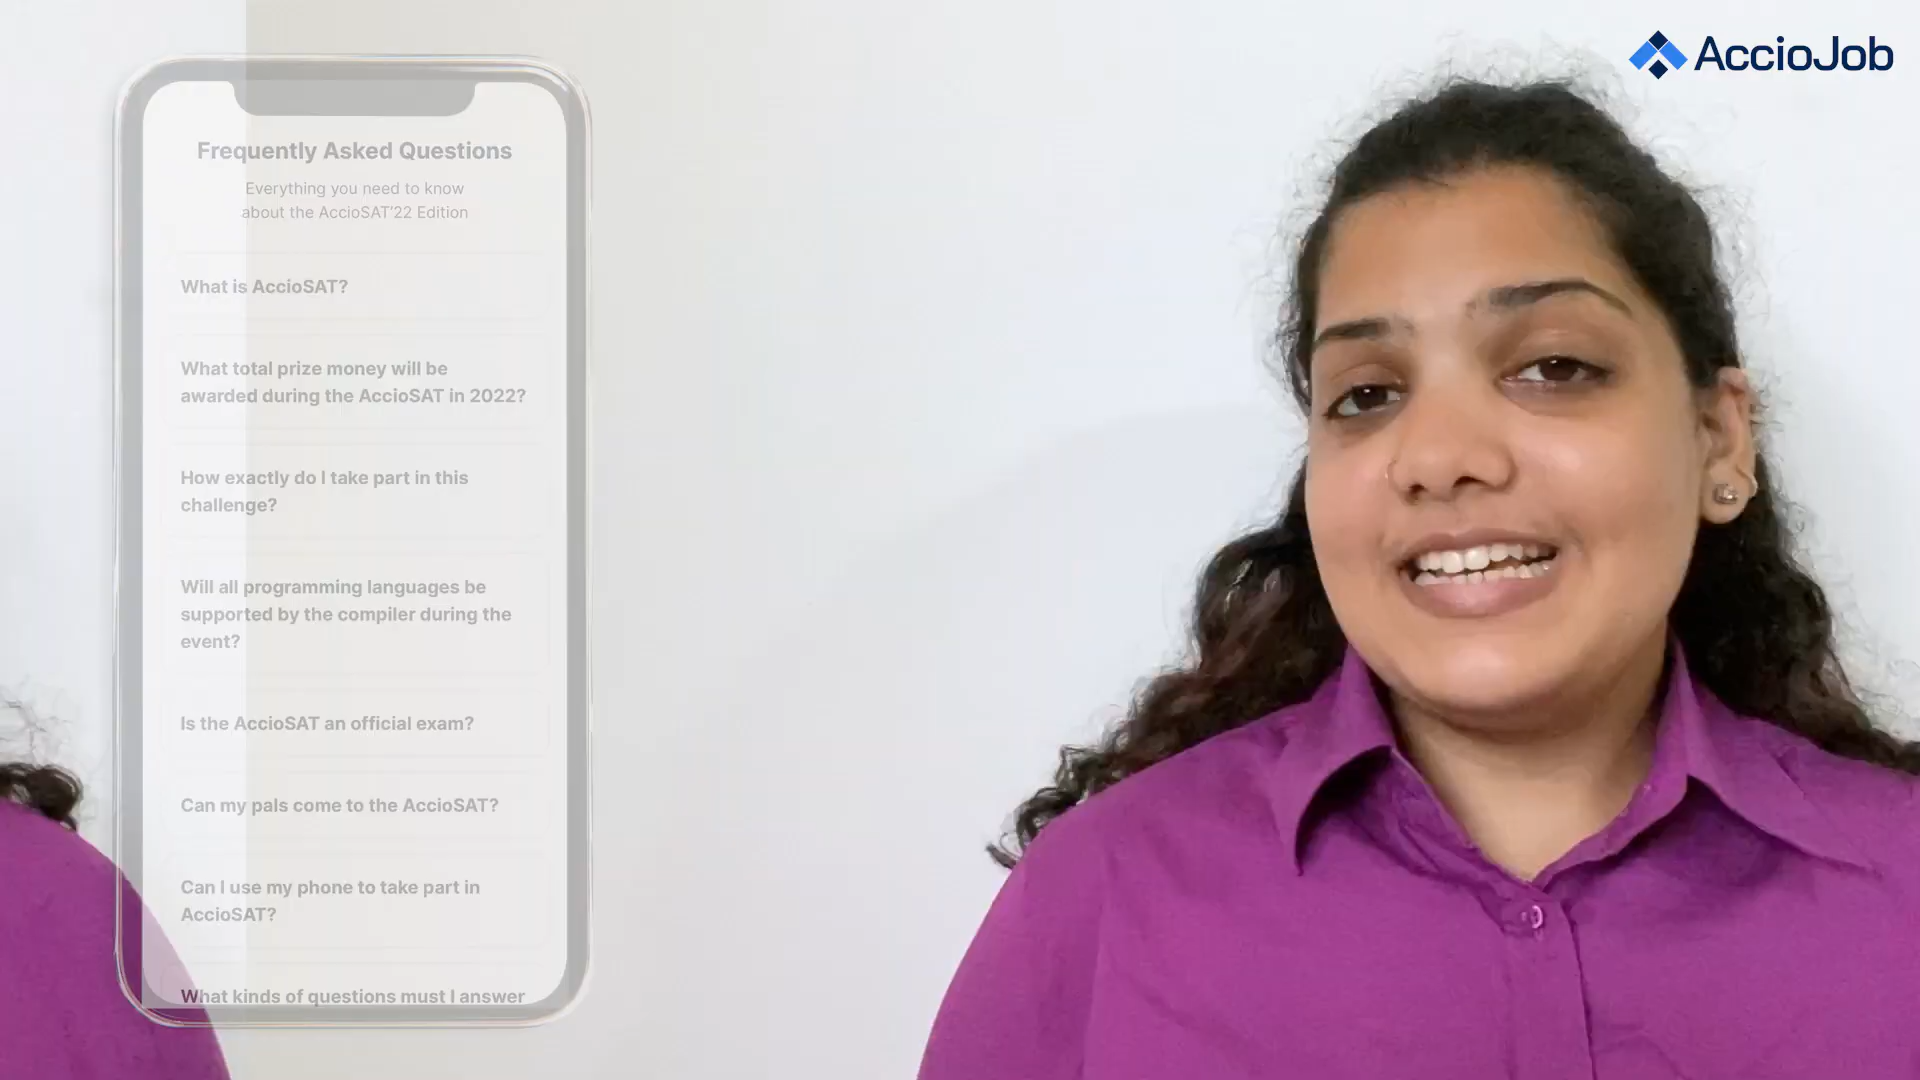 AccioJob
Frequently Asked Questions
Everything you need to know
about the AccioSAT'22 Edition
What is AccioSAT?
What total prize money will be
awarded during the AccioSAT in 2022?
How exactly do I take part in this
challenge?
Will all programming languages be
supported by the compiler during the
event?
Is the AccioSAT an official exam?
Can my pals come to the AccioSAT?
Can I use my phone to take part in
AccioSAT?
What kinds of questions must I answer